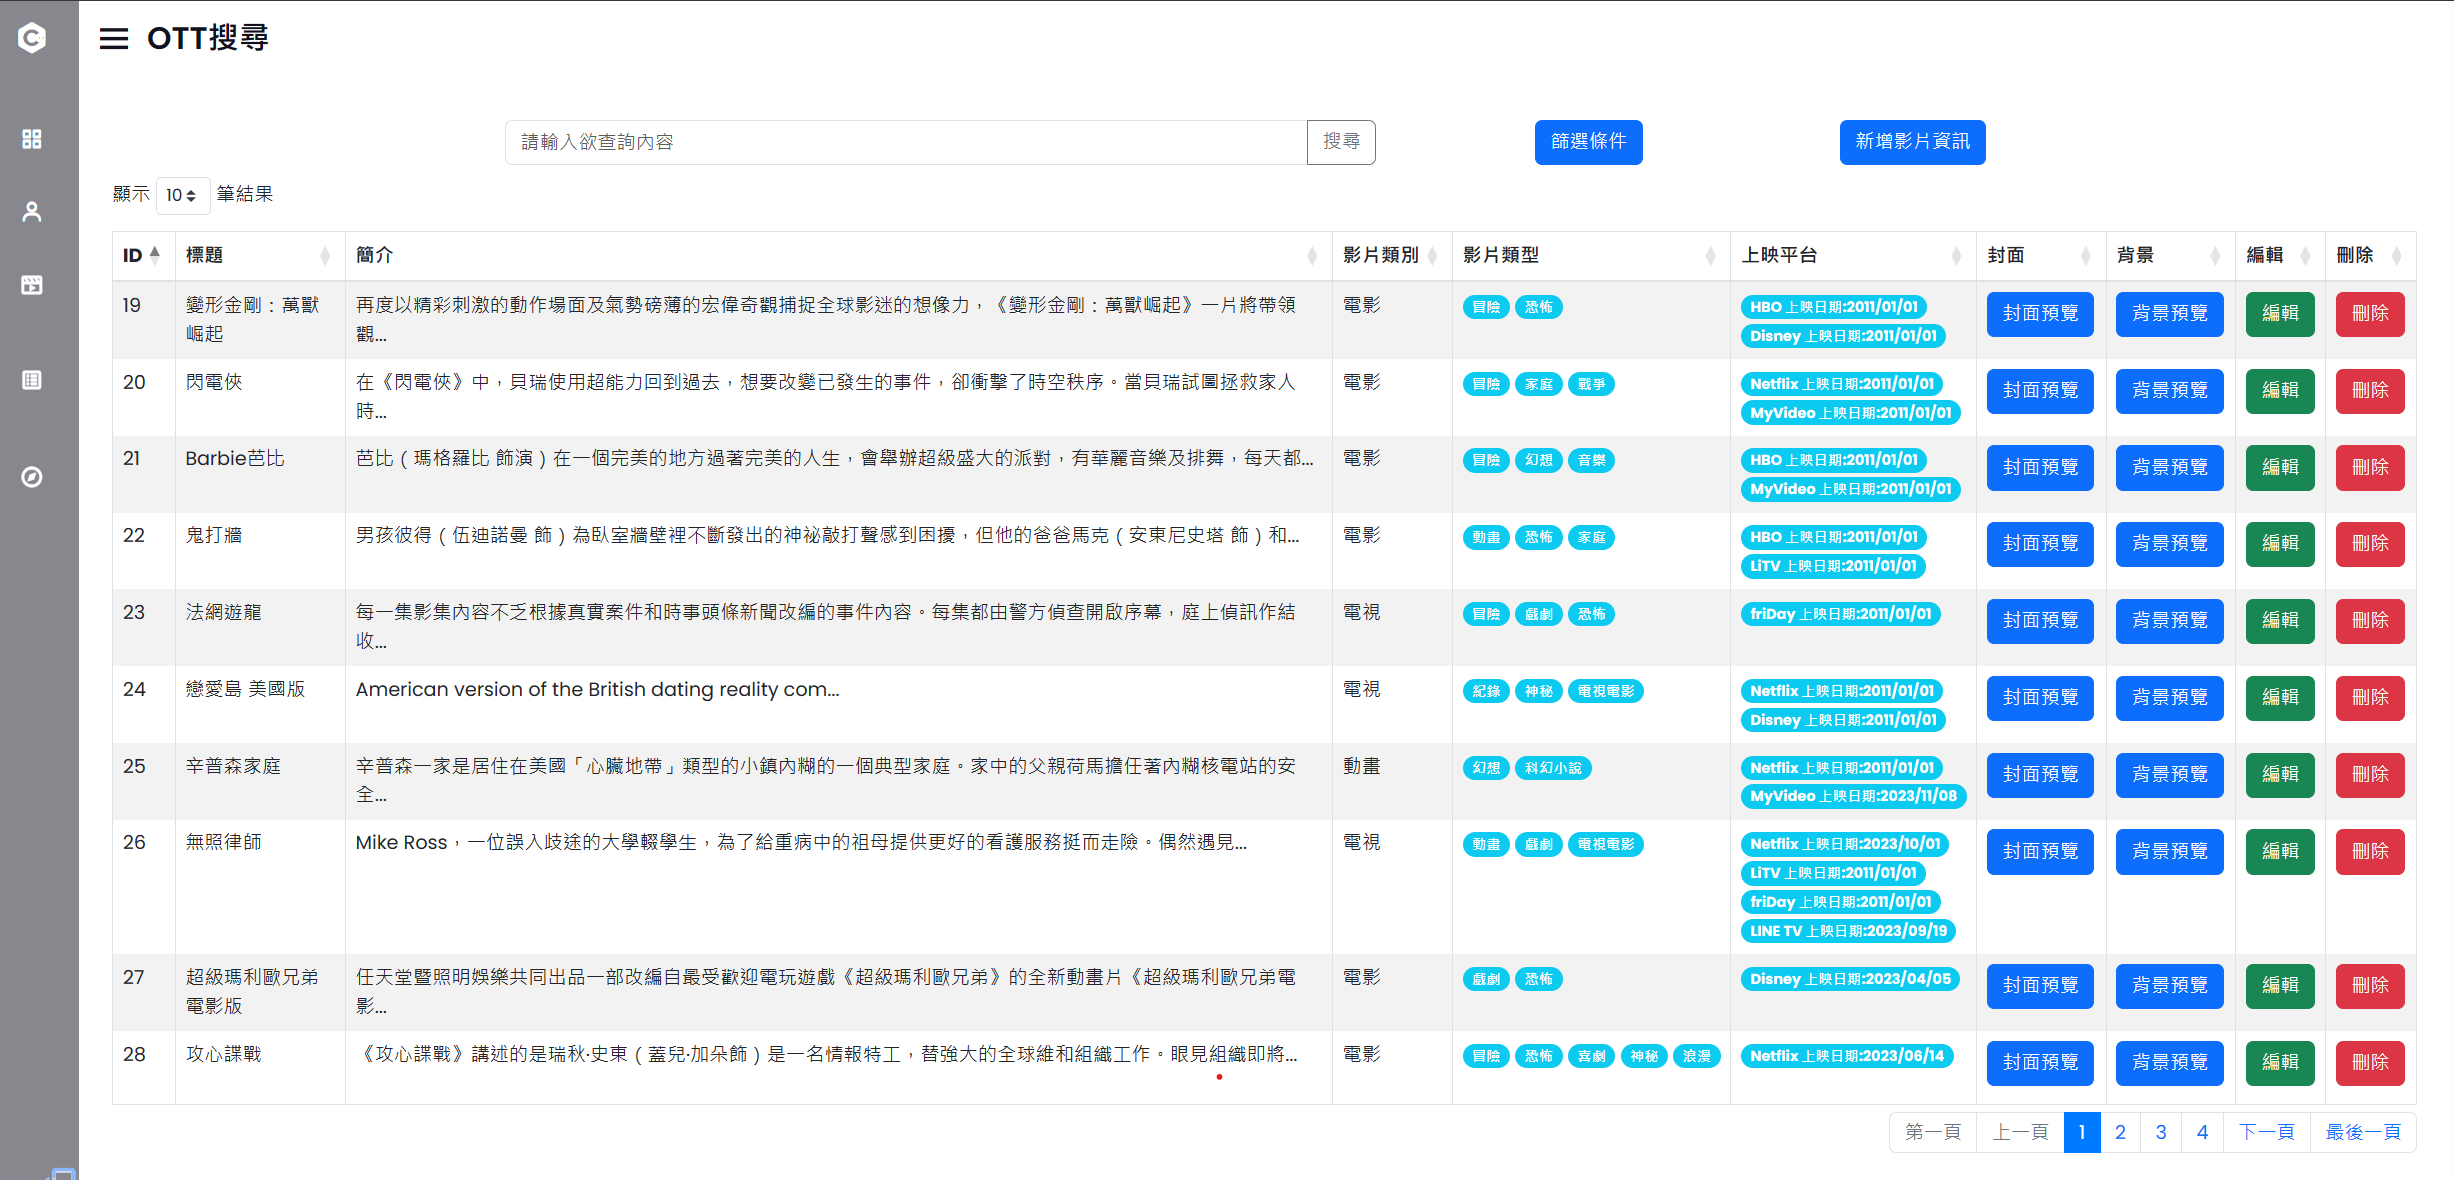 OTT搜尋
請輸入欲查詢內容 搜尋 篩選條件 新增影片資訊
顯示 10 筆結果
ID 標題 簡介 影片類別 影片類型 上映平台 封面 背景 編輯 刪除
19 變形金剛：萬獸崛起 再度以精彩刺激的動作場面及氣勢磅薄的宏偉奇觀捕捉全球影迷的想像力，《變形金剛：萬獸崛起》一片將帶領觀... 電影 冒險 恐怖 HBO 上映日期:2011/01/01 Disney 上映日期:2011/01/01 封面預覽 背景預覽 編輯 刪除
20 閃電俠 在《閃電俠》中，貝瑞使用超能力回到過去，想要改變已發生的事件，卻衝擊了時空秩序。當貝瑞試圖拯救家人時... 電影 冒險 家庭 戰爭 Netflix 上映日期:2011/01/01 MyVideo 上映日期:2011/01/01 封面預覽 背景預覽 編輯 刪除
21 Barbie芭比 芭比（瑪格羅比 飾演）在一個完美的地方過著完美的人生，會舉辦超級盛大的派對，有華麗音樂及排舞，每天都... 電影 冒險 幻想 音樂 HBO 上映日期:2011/01/01 MyVideo 上映日期:2011/01/01 封面預覽 背景預覽 編輯 刪除
22 鬼打牆 男孩彼得（伍迪諾曼 飾）為臥室牆壁裡不斷發出的神祕敲打聲感到困擾，但他的爸爸馬克（安東尼史塔 飾）和... 電影 動畫 恐怖 家庭 HBO 上映日期:2011/01/01 LiTV 上映日期:2011/01/01 封面預覽 背景預覽 編輯 刪除
23 法網遊龍 每一集影集內容不乏根據真實案件和時事頭條新聞改編的事件內容。每集都由警方偵查開啟序幕，庭上偵訊作結收... 電視 冒險 戲劇 恐怖 friDay 上映日期:2011/01/01 封面預覽 背景預覽 編輯 刪除
24 戀愛島 美國版 American version of the British dating reality com... 電視 紀錄 神秘 電視電影 Netflix 上映日期:2011/01/01 Disney 上映日期:2011/01/01 封面預覽 背景預覽 編輯 刪除
25 辛普森家庭 辛普森一家是居住在美國「心臟地帶」類型的小鎮內糊的一個典型家庭。家中的父親荷馬擔任著內糊核電站的安全... 動畫 幻想 科幻小說 Netflix 上映日期:2011/01/01 MyVideo 上映日期:2023/11/08 封面預覽 背景預覽 編輯 刪除
26 無照律師 Mike Ross，一位誤入歧途的大學輟學生，為了給重病中的祖母提供更好的看護服務挺而走險。偶然遇見... 電視 動畫 戲劇 電視電影 Netflix 上映日期:2023/10/01 LiTV 上映日期:2011/01/01 friDay 上映日期:2011/01/01 LINE TV 上映日期:2023/09/19 封面預覽 背景預覽 編輯 刪除
27 超級瑪利歐兄弟電影版 任天堂暨照明娛樂共同出品一部改編自最受歡迎電玩遊戲《超級瑪利歐兄弟》的全新動畫片《超級瑪利歐兄弟電影... 電影 戲劇 恐怖 Disney 上映日期:2023/04/05 封面預覽 背景預覽 編輯 刪除
28 攻心諜戰 《攻心諜戰》講述的是瑞秋·史東（蓋兒·加朵飾）是一名情報特工，替強大的全球維和組織工作。眼見組織即將... 電影 冒險 恐怖 喜劇 神秘 浪漫 Netflix 上映日期:2023/06/14 封面預覽 背景預覽 編輯 刪除
第一頁 上一頁 1 2 3 4 下一頁 最後一頁